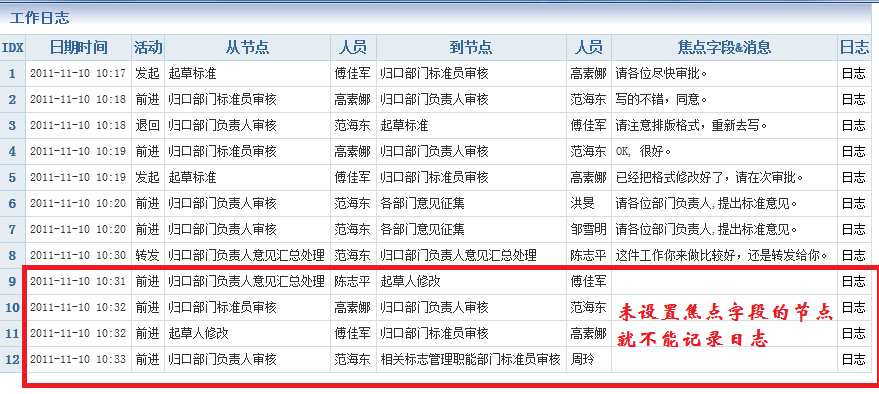 工作日志
IDX 日期时间 活动 从节点 人员 到节点 人员 焦点字段&消息 日志
1 2011-11-10 10:17 发起 起草标准 傅佳军 归口部门标准员审核 高素娜 请各位尽快审批。 日志
2 2011-11-10 10:18 前进 归口部门标准员审核 高素娜 归口部门负责人审核 范海东 写的不错，同意。 日志
3 2011-11-10 10:18 退回 归口部门负责人审核 范海东 起草标准 傅佳军 请注意排版格式，重新去写。 日志
4 2011-11-10 10:19 前进 归口部门标准员审核 高素娜 归口部门负责人审核 范海东 OK, 很好。 日志
5 2011-11-10 10:19 发起 起草标准 傅佳军 归口部门标准员审核 高素娜 已经把格式修改好了，请在次审批。 日志
6 2011-11-10 10:20 前进 归口部门负责人审核 范海东 各部门意见征集 洪旻 请各位部门负责人,提出标准意见。 日志
7 2011-11-10 10:20 前进 归口部门负责人审核 范海东 各部门意见征集 邹雪明 请各位部门负责人,提出标准意见。 日志
8 2011-11-10 10:30 转发 归口部门负责人意见汇总处理 范海东 归口部门负责人意见汇总处理 陈志平 这件工作你来做比较好，还是转发给你。 日志
9 2011-11-10 10:31 前进 归口部门负责人意见汇总处理 陈志平 起草人修改 傅佳军 日志
10 2011-11-10 10:32 前进 归口部门标准员审核 高素娜 归口部门负责人审核 范海东 日志
11 2011-11-10 10:32 前进 起草人修改 傅佳军 归口部门标准员审核 高素娜 日志
12 2011-11-10 10:33 前进 归口部门负责人审核 范海东 相关标志管理职能部门标准员审核 周玲 日志
未设置焦点字段的节点
就不能记录日志